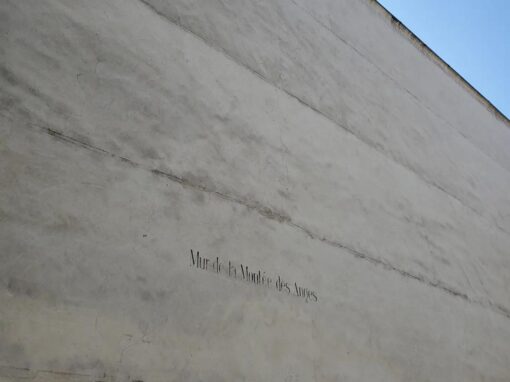 Mur de la Montée des Anges